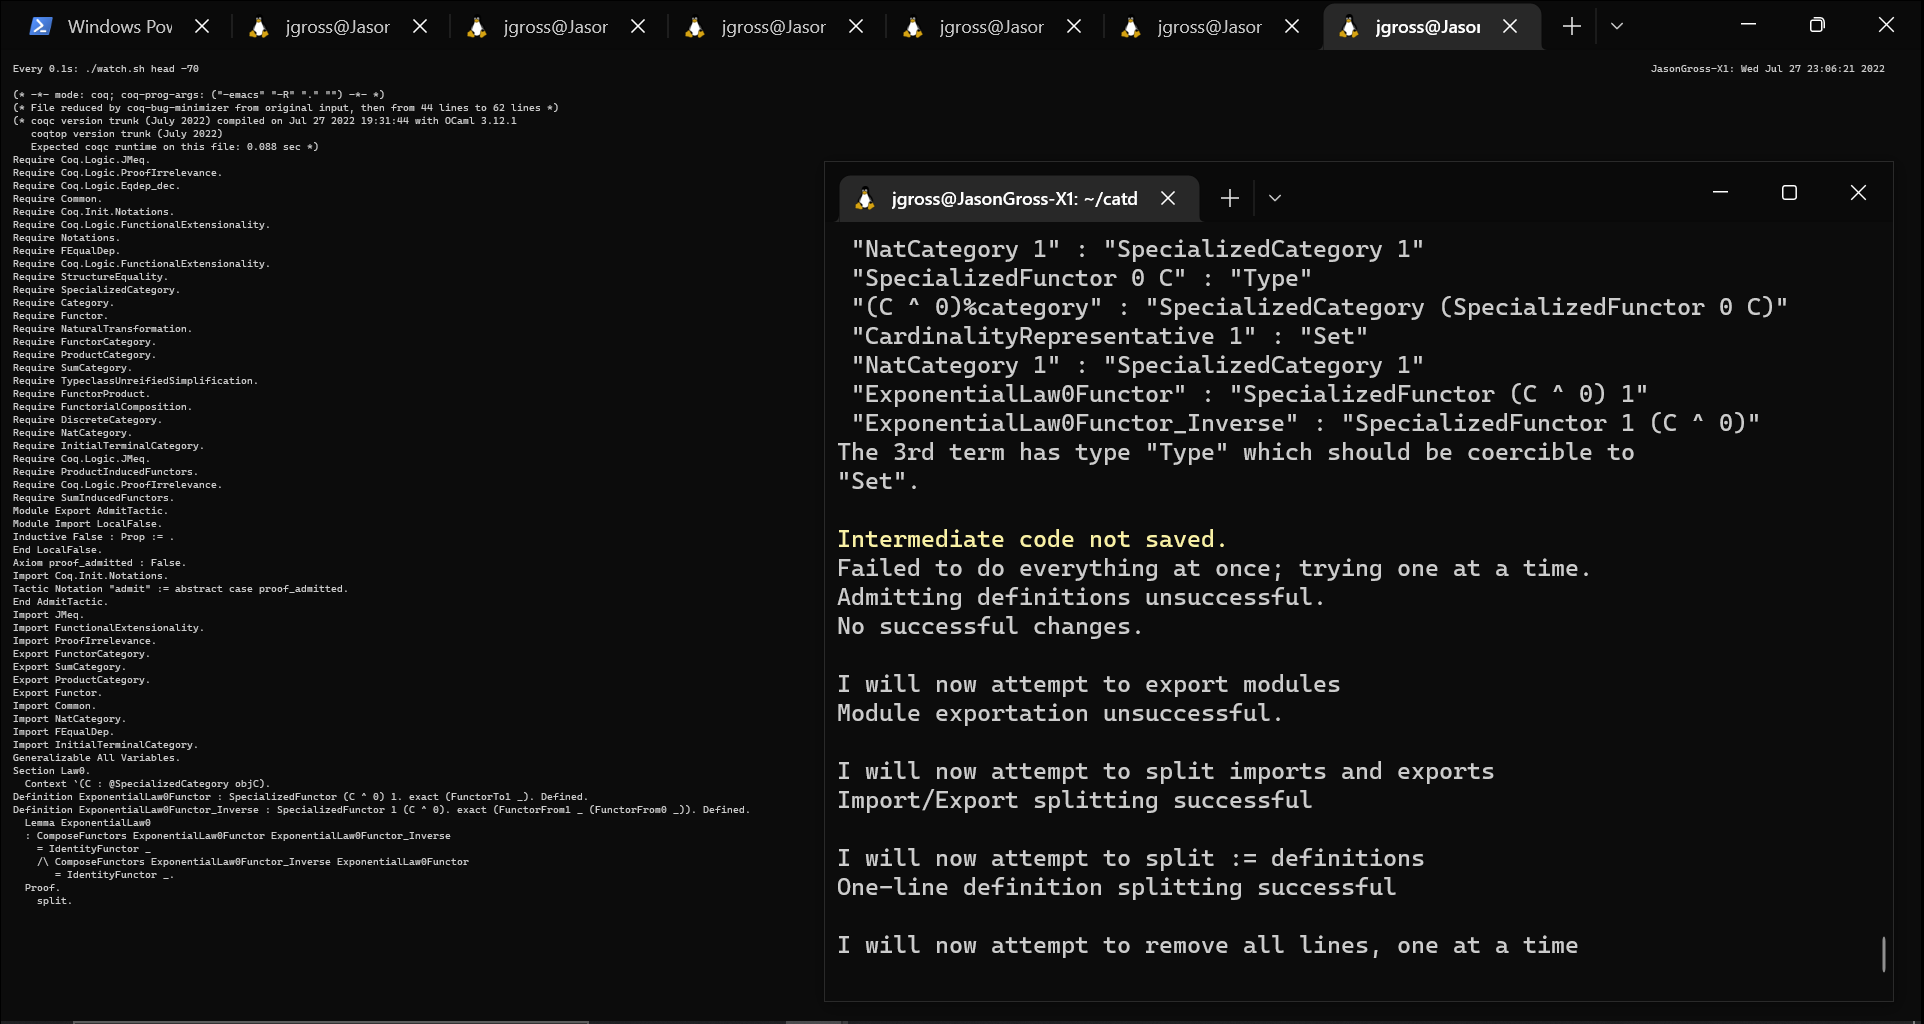 Windows Pov
jgross@Jasor
jgross@Jasor
jgross@Jasor
jgross@Jasor
jgross@Jasor
jgross@Jasor
Every 0.1s: ./watch.sh head -70
JasonGross-X1: Wed Jul 27 23:06:21 2022
(* -*- mode: coq; coq-prog-args: ("-emacs" "-R" "." "") -*- *)
(* File reduced by coq-bug-minimizer from original input, then from 44 lines to 62 lines *)
(* coqc version trunk (July 2022) compiled on Jul 27 2022 19:31:44 with OCaml 3.12.1
coqtop version trunk (July 2022)
Expected coqc runtime on this file: 0.088 sec *)
Require Coq.Logic.JMeq.
Require Coq.Logic.ProofIrrelevance.
Require Coq.Logic.Eqdep_dec.
Require Common.
Require Coq.Init.Notations.
Require Coq.Logic.FunctionalExtensionality.
Require Notations.
Require FEqualDep.
Require Coq.Logic.FunctionalExtensionality.
Require StructureEquality.
Require SpecializedCategory.
Require Category.
Require Functor.
Require NaturalTransformation.
Require FunctorCategory.
Require ProductCategory.
Require SumCategory.
Require TypeclassUnreifiedSimplification.
Require FunctorProduct.
Require FunctorialComposition.
Require DiscreteCategory.
Require NatCategory.
Require InitialTerminalCategory.
Require Coq.Logic.JMeq.
Require ProductInducedFunctors.
Require Coq.Logic.ProofIrrelevance.
Require SumInducedFunctors.
Module Export AdmitTactic.
Module Import LocalFalse.
Inductive False : Prop := .
End LocalFalse.
Axiom proof_admitted : False.
Import Coq.Init.Notations.
Tactic Notation "admit" := abstract case proof_admitted.
End AdmitTactic.
Import JMeq.
Import FunctionalExtensionality.
Import ProofIrrelevance.
Export FunctorCategory.
Export SumCategory.
Export ProductCategory.
Export Functor.
Import Common.
Import NatCategory.
Import FEqualDep.
Import InitialTerminalCategory.
Generalizable All Variables.
Section Law0.
Context `(C : @SpecializedCategory objC).
Definition ExponentialLaw0Functor : SpecializedFunctor (C ^ 0) 1. exact (FunctorTo1 _). Defined.
Definition ExponentialLaw0Functor_Inverse : SpecializedFunctor 1 (C ^ 0). exact (FunctorFrom1 _ (FunctorFrom0 _)). Defined.
Lemma ExponentialLaw0
: ComposeFunctors ExponentialLaw0Functor ExponentialLaw0Functor_Inverse
= IdentityFunctor _
/\ ComposeFunctors ExponentialLaw0Functor_Inverse ExponentialLaw0Functor
= IdentityFunctor _.
Proof.
split.
jgross@JasonGross-X1: ~/catd
"NatCategory 1" : "SpecializedCategory 1"
"SpecializedFunctor 0 C" : "Type"
"(C ^ 0)%category" : "SpecializedCategory (SpecializedFunctor 0 C)"
"CardinalityRepresentative 1" : "Set"
"NatCategory 1" : "SpecializedCategory 1"
"ExponentialLaw0Functor" : "SpecializedFunctor (C ^ 0) 1"
"ExponentialLaw0Functor_Inverse" : "SpecializedFunctor 1 (C ^ 0)"
The 3rd term has type "Type" which should be coercible to
"Set".
Intermediate code not saved.
Failed to do everything at once; trying one at a time.
Admitting definitions unsuccessful.
No successful changes.
I will now attempt to export modules
Module exportation unsuccessful.
I will now attempt to split imports and exports
Import/Export splitting successful
I will now attempt to split := definitions
One-line definition splitting successful
I will now attempt to remove all lines, one at a time